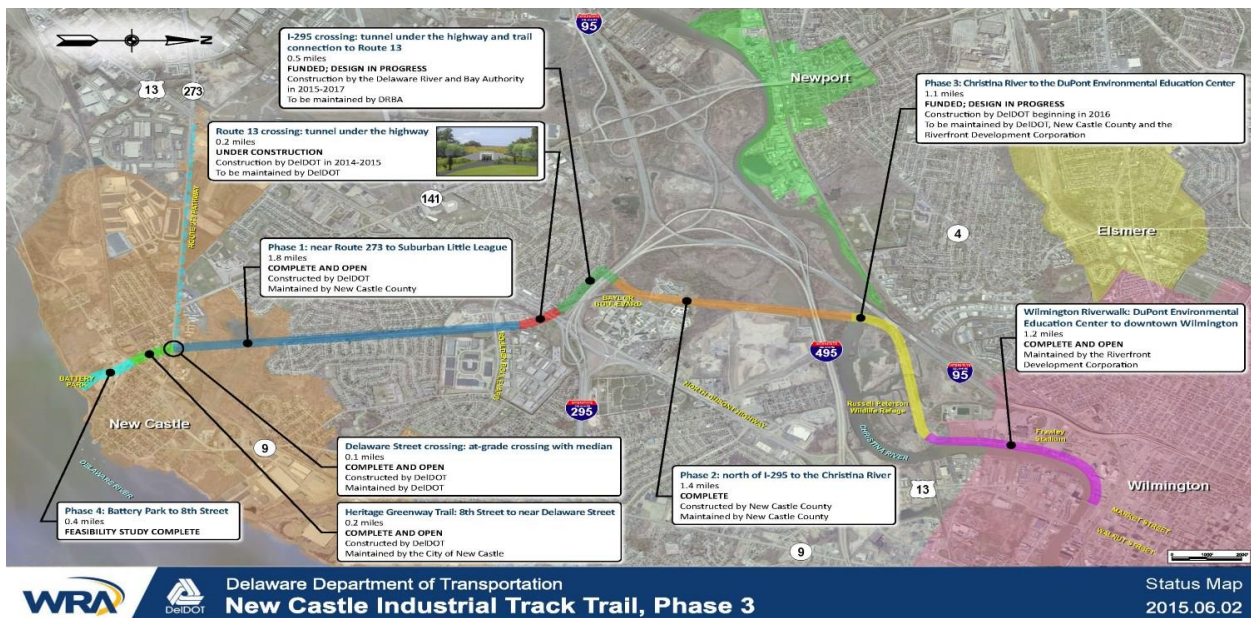 N
I-295 crossing: tunnel under the highway and trail
connection to Route 13
0.5 miles
FUNDED; DESIGN IN PROGRESS
Construction by the Delaware River and Bay Authority
in 2015-2017
To be maintained by DRBA
INTERSTATE
95
Newport
Phase 3: Christina River to the DuPont Environmental Education Center
1.1 miles
FUNDED; DESIGN IN PROGRESS
Construction by DelDOT beginning in 2016
To be maintained by DelDOT, New Castle County and the
Riverfront Development Corporation
13
273
Route 13 crossing: tunnel under the highway
0.2 miles
UNDER CONSTRUCTION
Construction by DelDOT in 2014-2015
To be maintained by DelDOT
141
4
Elsmere
Phase 1: near Route 273 to Suburban Little League
1.8 miles
COMPLETE AND OPEN
Constructed by DelDOT
Maintained by New Castle County
BAYLOR
BOULEVARD
Wilmington Riverwalk: DuPont Environmental
Education Center to downtown Wilmington
1.2 miles
COMPLETE AND OPEN
Maintained by the Riverfront
Development Corporation
495
95
BATTERY
PARK
New Castle
295
NORTH DUPONT HIGHWAY
Russell Peterson
Wildlife Refuge
CHRISTINA RIVER
Frawley
Stadium
9
DELAWARE RIVER
Delaware Street crossing: at-grade crossing with median
0.1 miles
COMPLETE AND OPEN
Constructed by DelDOT
Maintained by DelDOT
Phase 2: north of I-295 to the Christina River
1.4 miles
COMPLETE
Constructed by New Castle County
Maintained by New Castle County
13
Wilmington
MARKET STREET
WALNUT STREET
Phase 4: Battery Park to 8th Street
0.4 miles
FEASIBILITY STUDY COMPLETE
Heritage Greenway Trail: 8th Street to near Delaware Street
0.2 miles
COMPLETE AND OPEN
Constructed by DelDOT
Maintained by the City of New Castle
9
WRA
DelDOT
Delaware Department of Transportation
New Castle Industrial Track Trail, Phase 3
Status Map
2015.06.02